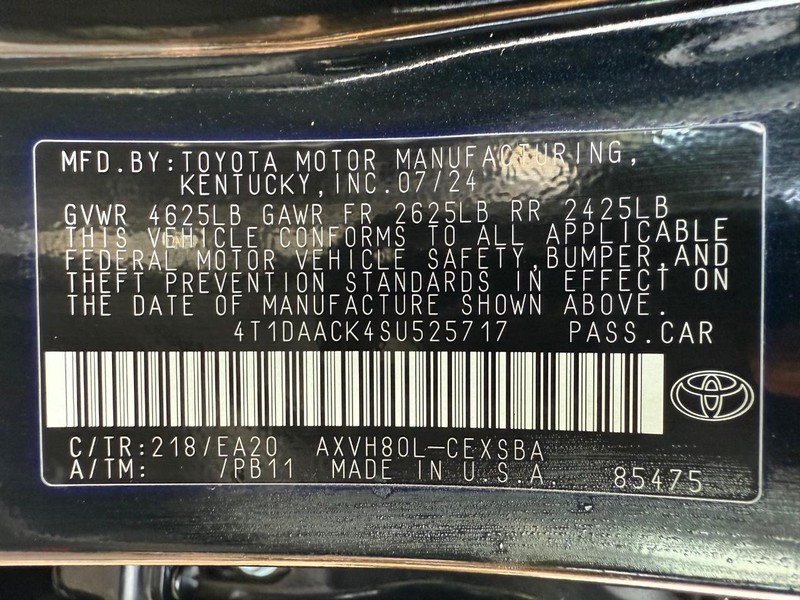 MFD.BY:TOYOTA MOTOR MANUFACTURING,
KENTUCKY,INC.07/24
GVWR 4625LB GAWR FR 2625LB RR 2425LB
THIS VEHICLE CONFORMS TO ALL APPLICABLE
FEDERAL MOTOR VEHICLE SAFETY,BUMPER,AND
THEFT PREVENTION STANDARDS IN EFFECT ON
THE DATE OF MANUFACTURE SHOWN ABOVE.
4T1DAACK4SU525717 PASS.CAR
C/TR:218/EA20 AXVH80L-CEXSBA
A/TM: /PB11 MADE IN U.S.A. 85475